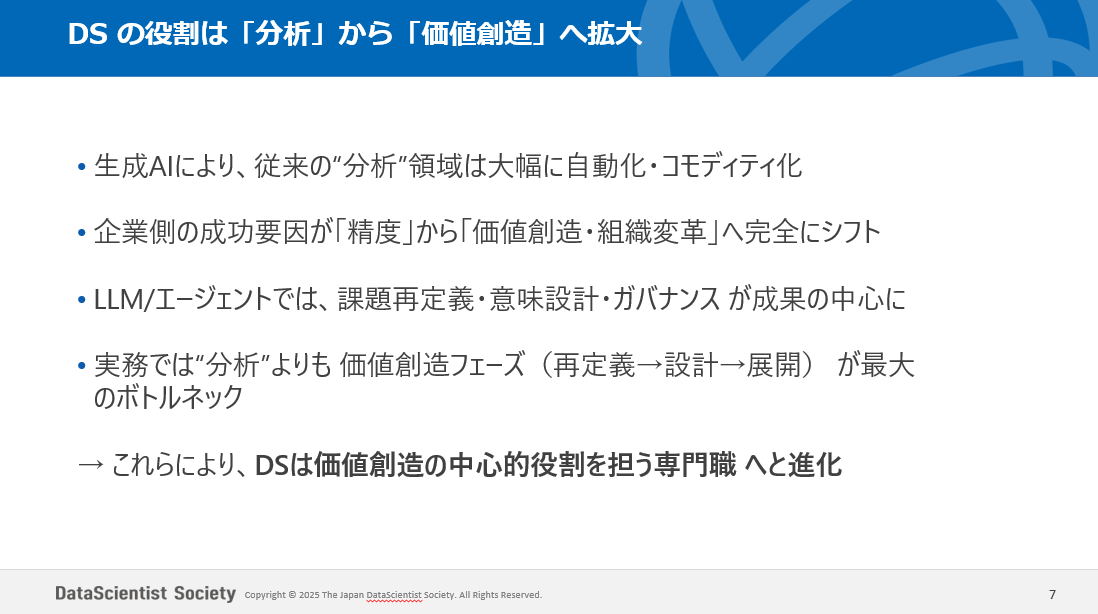 DS の役割は「分析」から「価値創造」へ拡大
• 生成AIにより、従来の“分析”領域は大幅に自動化・コモディティ化
• 企業側の成功要因が「精度」から「価値創造・組織変革」へ完全にシフト
• LLM/エージェントでは、課題再定義・意味設計・ガバナンス が成果の中心に
• 実務では“分析”よりも 価値創造フェーズ（再定義→設計→展開） が最大
のボトルネック
→ これらにより、DSは価値創造の中心的役割を担う専門職 へと進化
DataScientist Society Copyright © 2025 The Japan DataScientist Society. All Rights Reserved. 7